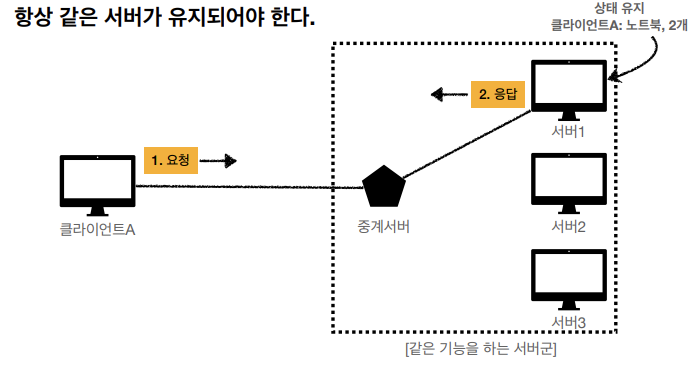 항상 같은 서버가 유지되어야 한다.
상태 유지
클라이언트A: 노트북, 2개
2. 응답
서버1
1. 요청
클라이언트A
중계서버
서버2
서버3
[같은 기능을 하는 서버군]